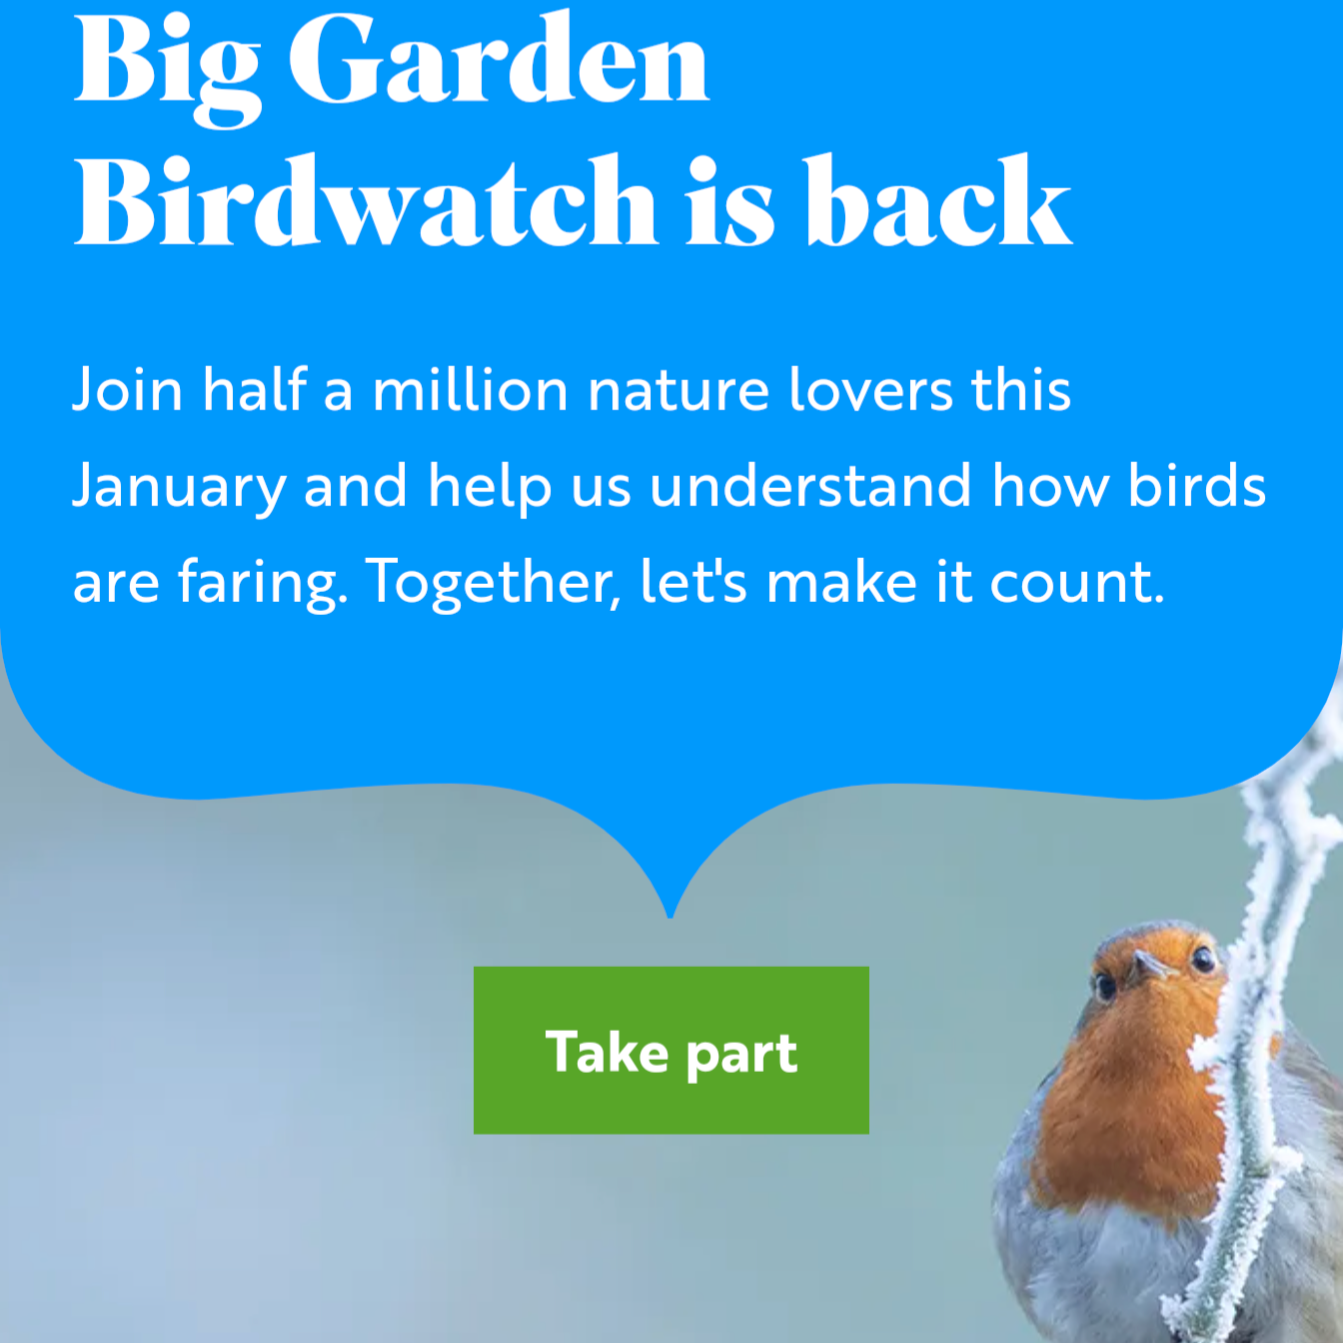 Big Garden
Birdwatch is back
Join half a million nature lovers this
January and help us understand how birds
are faring. Together, let's make it count.
Take part